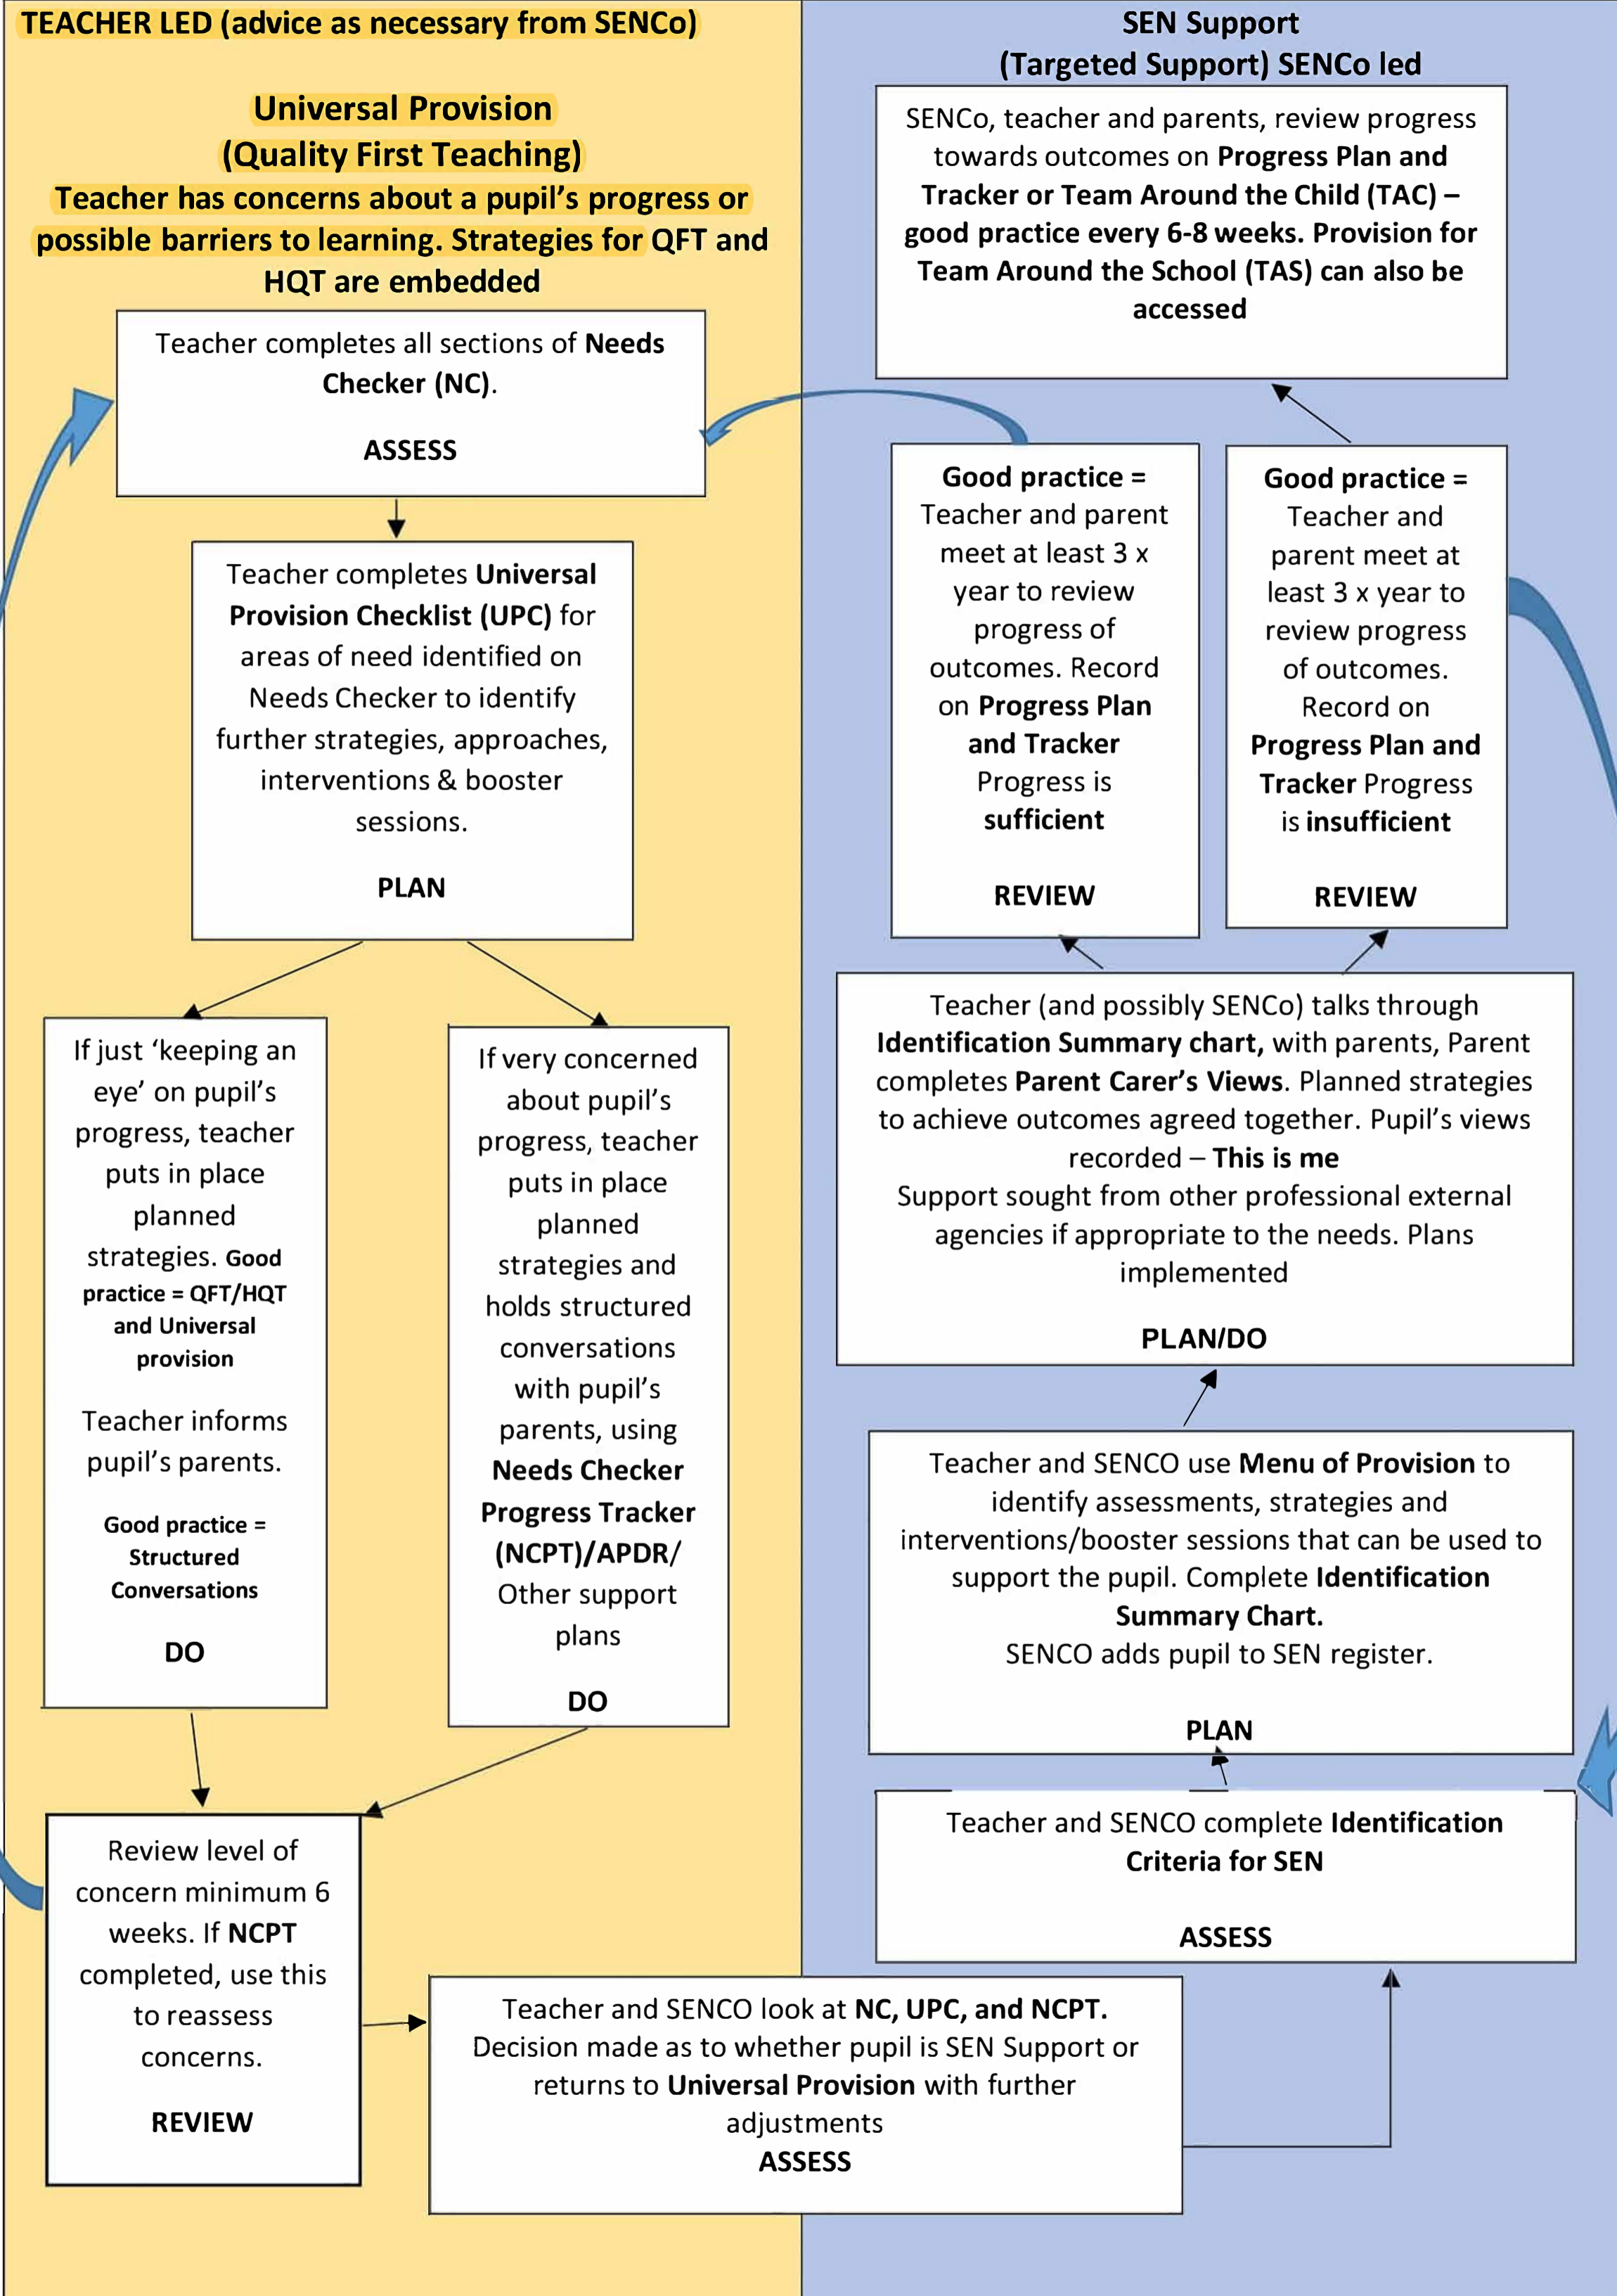 TEACHER LED (advice as necessary from SENCo)
Universal Provision
(Quality First Teaching)
Teacher has concerns about a pupil’s progress or
possible barriers to learning. Strategies for QFT and
HQT are embedded
Teacher completes all sections of Needs
Checker (NC).
ASSESS
Teacher completes Universal
Provision Checklist (UPC) for
areas of need identified on
Needs Checker to identify
further strategies, approaches,
interventions & booster
sessions.
PLAN
If just ‘keeping an
eye’ on pupil’s
progress, teacher
puts in place
planned
strategies. Good
practice = QFT/HQT
and Universal
provision
Teacher informs
pupil’s parents.
Good practice =
Structured
Conversations
DO
If very concerned
about pupil’s
progress, teacher
puts in place
planned
strategies and
holds structured
conversations
with pupil’s
parents, using
Needs Checker
Progress Tracker
(NCPT)/APDR/
Other support
plans
DO
Review level of
concern minimum 6
weeks. If NCPT
completed, use this
to reassess
concerns.
REVIEW
Teacher and SENCO look at NC, UPC, and NCPT.
Decision made as to whether pupil is SEN Support or
returns to Universal Provision with further
adjustments
ASSESS
SEN Support
(Targeted Support) SENCo led
SENCo, teacher and parents, review progress
towards outcomes on Progress Plan and
Tracker or Team Around the Child (TAC) –
good practice every 6-8 weeks. Provision for
Team Around the School (TAS) can also be
accessed
Good practice =
Teacher and parent
meet at least 3 x
year to review
progress of
outcomes. Record
on Progress Plan
and Tracker
Progress is
sufficient
REVIEW
Good practice =
Teacher and
parent meet at
least 3 x year to
review progress
of outcomes.
Record on
Progress Plan and
Tracker Progress
is insufficient
REVIEW
Teacher (and possibly SENCo) talks through
Identification Summary chart, with parents, Parent
completes Parent Carer’s Views. Planned strategies
to achieve outcomes agreed together. Pupil’s views
recorded – This is me
Support sought from other professional external
agencies if appropriate to the needs. Plans
implemented
PLAN/DO
Teacher and SENCO use Menu of Provision to
identify assessments, strategies and
interventions/booster sessions that can be used to
support the pupil. Complete Identification
Summary Chart.
SENCO adds pupil to SEN register.
PLAN
Teacher and SENCO complete Identification
Criteria for SEN
ASSESS